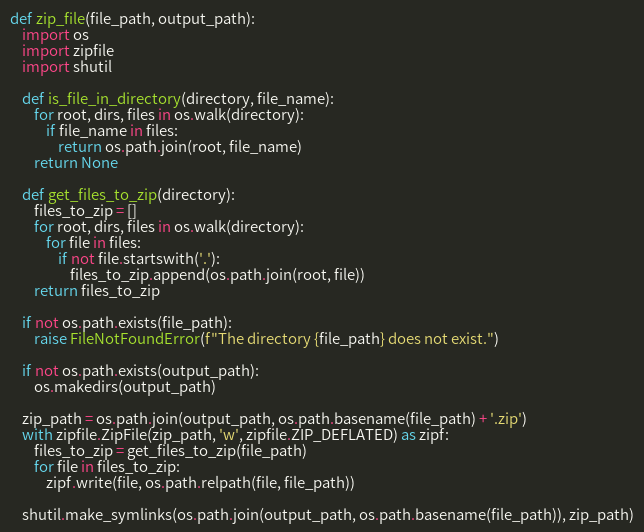 def zip_file(file_path, output_path):
    import os
    import zipfile
    import shutil

    def is_file_in_directory(directory, file_name):
        for root, dirs, files in os.walk(directory):
            if file_name in files:
                return os.path.join(root, file_name)
        return None

    def get_files_to_zip(directory):
        files_to_zip = []
        for root, dirs, files in os.walk(directory):
            for file in files:
                if not file.startswith('.'):
                    files_to_zip.append(os.path.join(root, file))
        return files_to_zip

    if not os.path.exists(file_path):
        raise FileNotFoundError(f"The directory {file_path} does not exist.")

    if not os.path.exists(output_path):
        os.makedirs(output_path)

    zip_path = os.path.join(output_path, os.path.basename(file_path) + '.zip')
    with zipfile.ZipFile(zip_path, 'w', zipfile.ZIP_DEFLATED) as zipf:
        files_to_zip = get_files_to_zip(file_path)
        for file in files_to_zip:
            zipf.write(file, os.path.relpath(file, file_path))

    shutil.make_symlinks(os.path.join(output_path, os.path.basename(file_path)), zip_path)